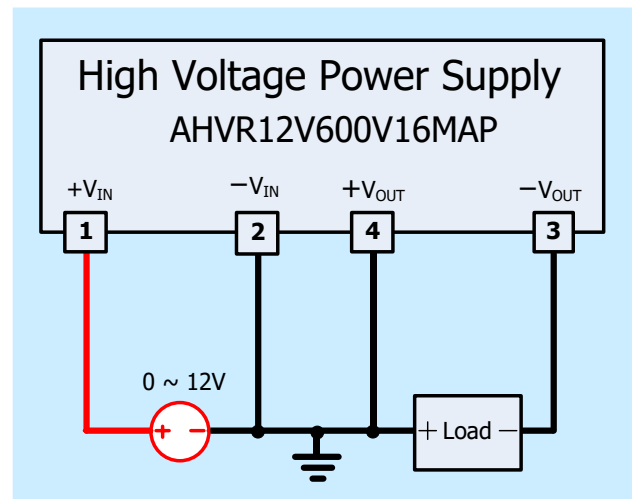 High Voltage Power Supply
AHVR12V600V16MAP
+VIN −VIN +VOUT −VOUT
1 2 4 3
0 ~ 12V
+ − + Load −